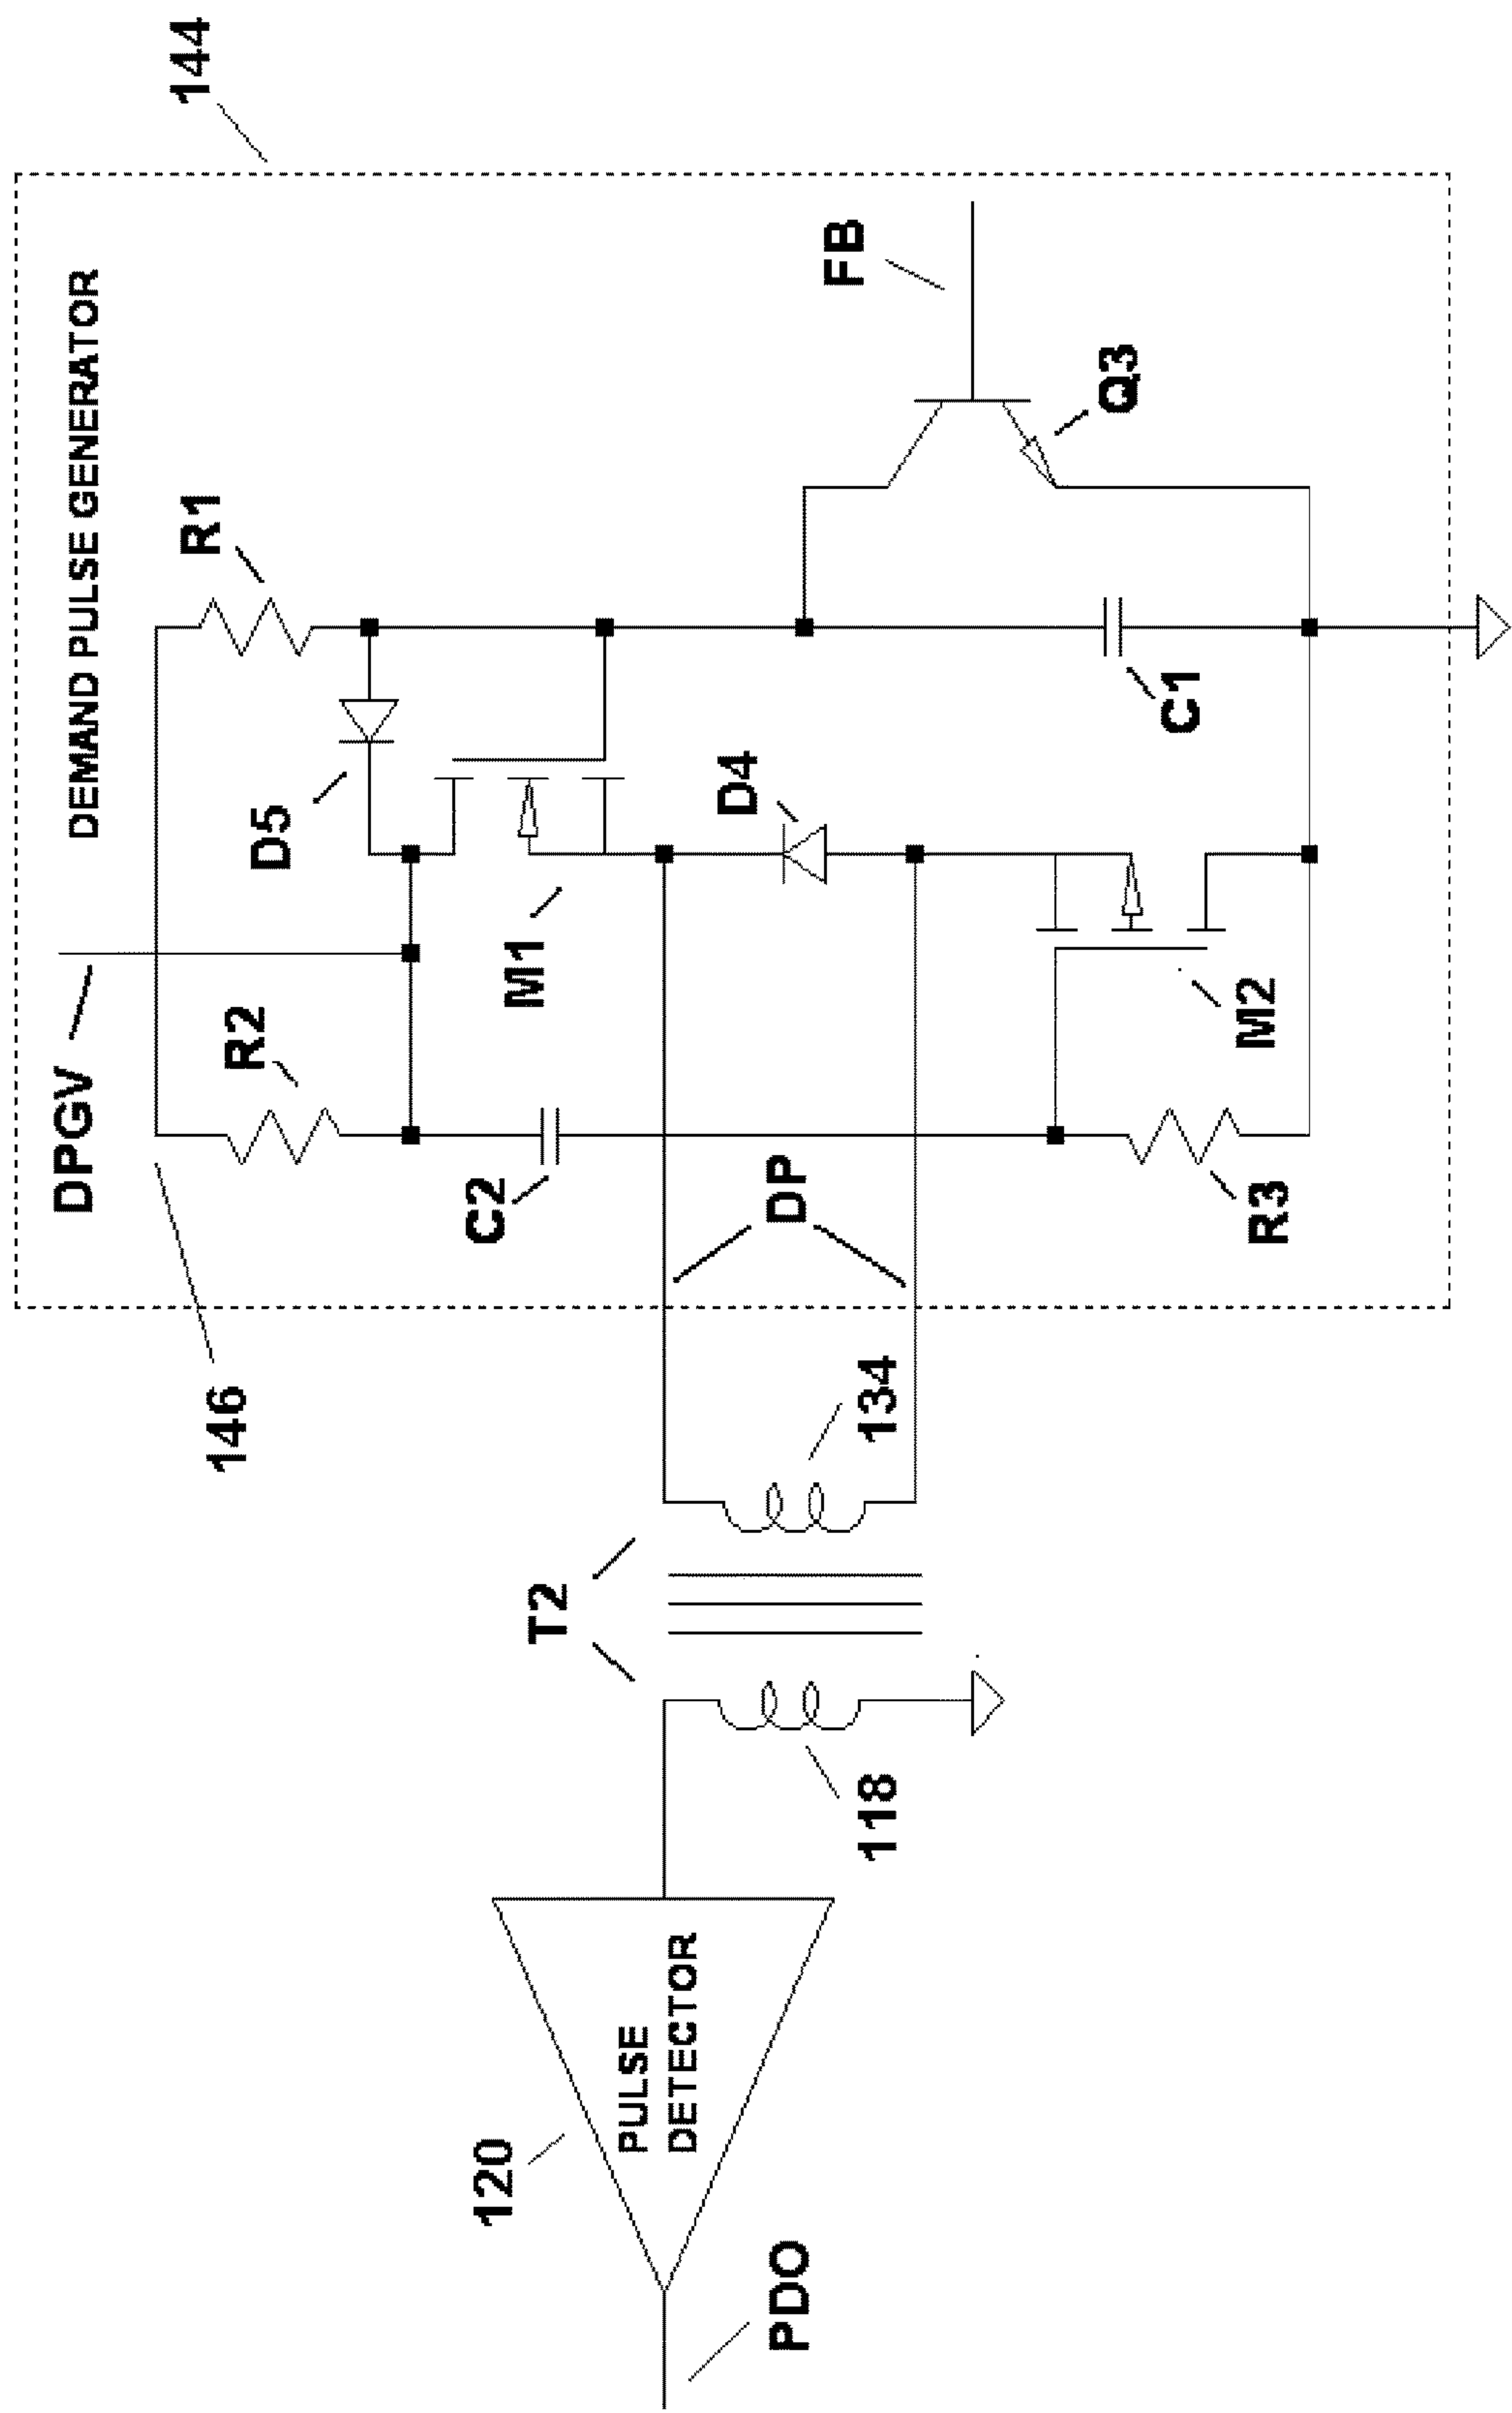 144
DEMAND PULSE GENERATOR
R1
FB
Q3
D5
D4
C1
DPGV
R2
M1
M2
C2
DP
R3
146
134
T2
118
PULSE
DETECTOR
120
PDO